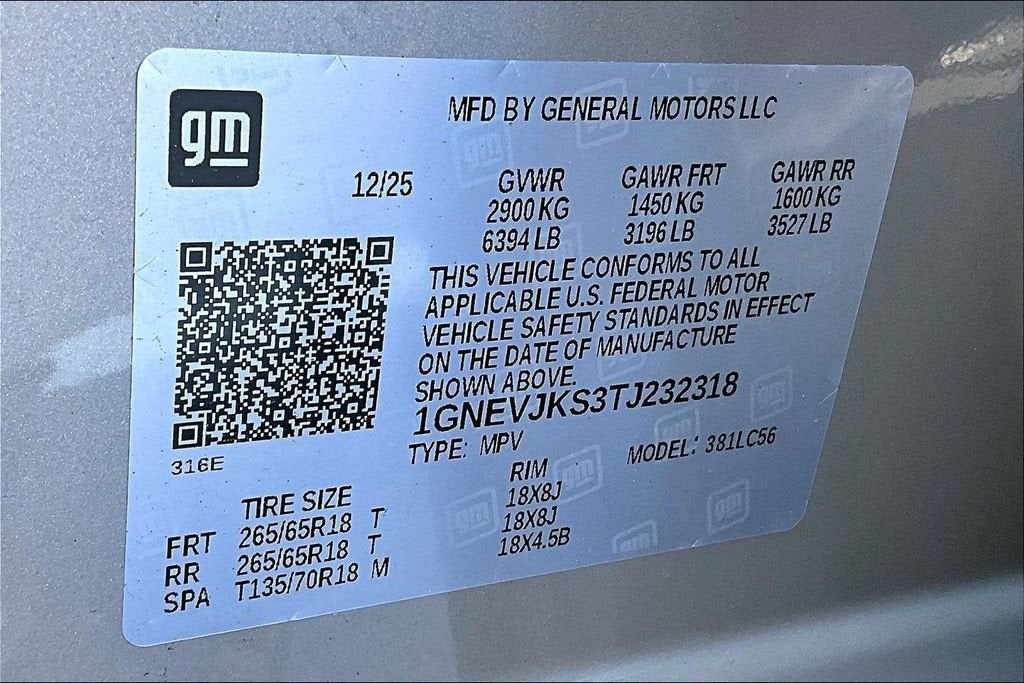 gm
MFD BY GENERAL MOTORS LLC
12/25
GVWR GAWR FRT GAWR RR
2900 KG 1450 KG 1600 KG
6394 LB 3196 LB 3527 LB
THIS VEHICLE CONFORMS TO ALL
APPLICABLE U.S. FEDERAL MOTOR
VEHICLE SAFETY STANDARDS IN EFFECT
ON THE DATE OF MANUFACTURE
SHOWN ABOVE.
1GNEVJKS3TJ232318
TYPE: MPV MODEL: 381LC56
316E
TIRE SIZE RIM
FRT 265/65R18 T 18X8J
RR 265/65R18 T 18X8J
SPA T135/70R18 M 18X4.5B